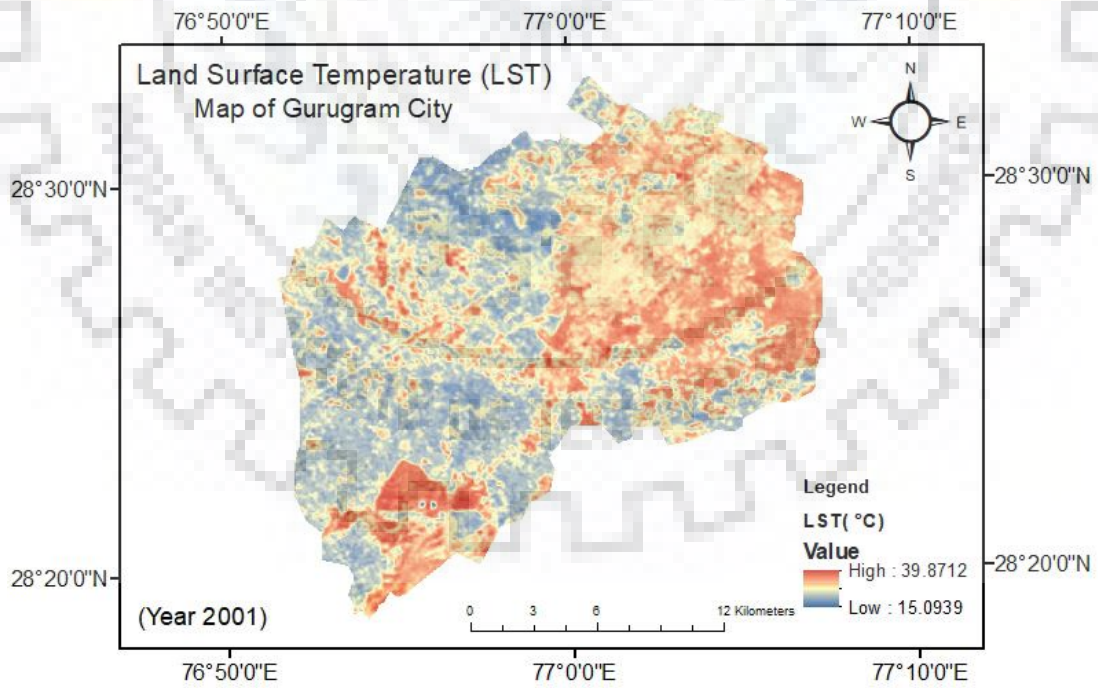 76°50'0"E 77°0'0"E 77°10'0"E
Land Surface Temperature (LST)
Map of Gurugram City
N
W E
S
28°30'0"N 28°30'0"N
Legend
LST( °C)
Value
High : 39.8712
Low : 15.0939
28°20'0"N 28°20'0"N
(Year 2001)
0 3 6 12 Kilometers
76°50'0"E 77°0'0"E 77°10'0"E